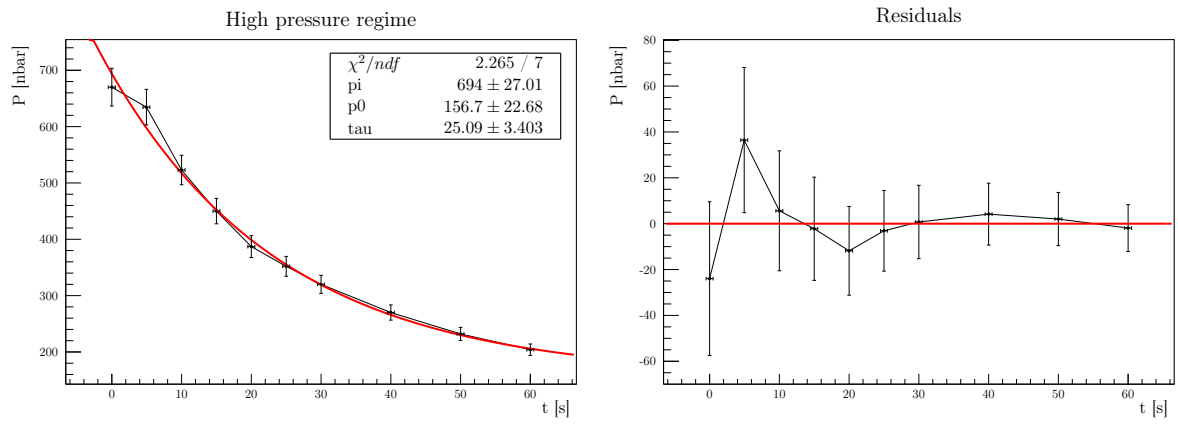 High pressure regime
P [nbar]
700
600
500
400
300
200
χ²/ndf 2.265 / 7
pi 694 ± 27.01
p0 156.7 ± 22.68
tau 25.09 ± 3.403
0 10 20 30 40 50 60
t [s]
Residuals
P [nbar]
80
60
40
20
0
-20
-40
-60
0 10 20 30 40 50 60
t [s]